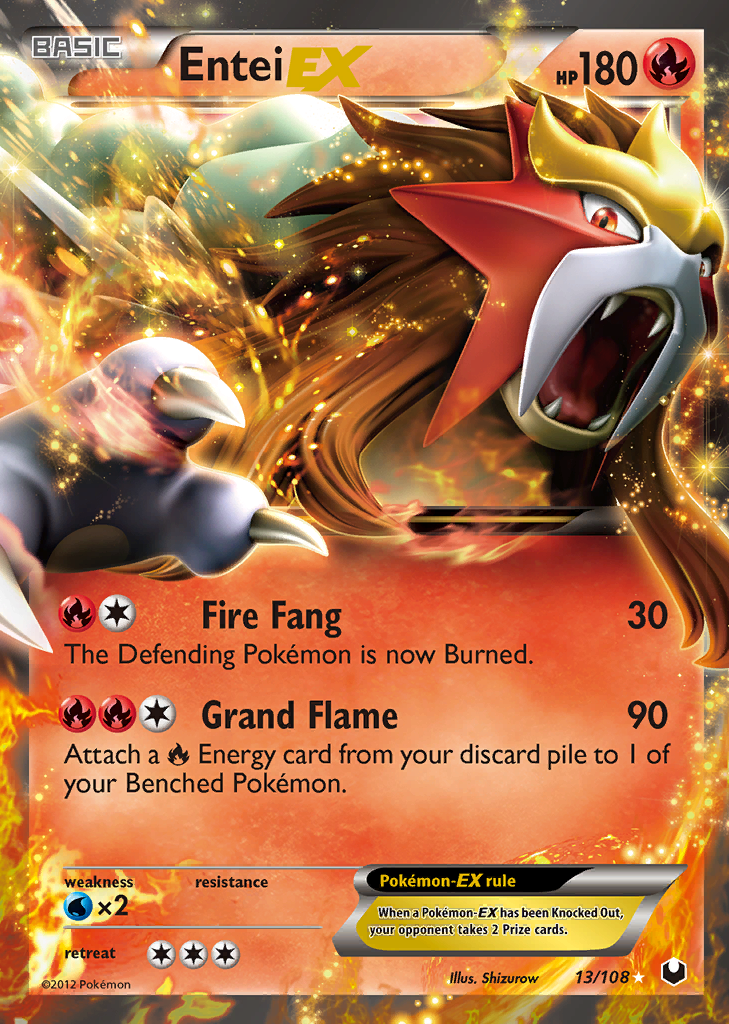 BASIC
Entei EX
HP 180
Fire Fang 30
The Defending Pokémon is now Burned.
Grand Flame 90
Attach a Energy card from your discard pile to 1 of
your Benched Pokémon.
weakness resistance
×2
retreat
Pokémon-EX rule
When a Pokémon-EX has been Knocked Out,
your opponent takes 2 Prize cards.
©2012 Pokémon
Illus. Shizurow 13/108